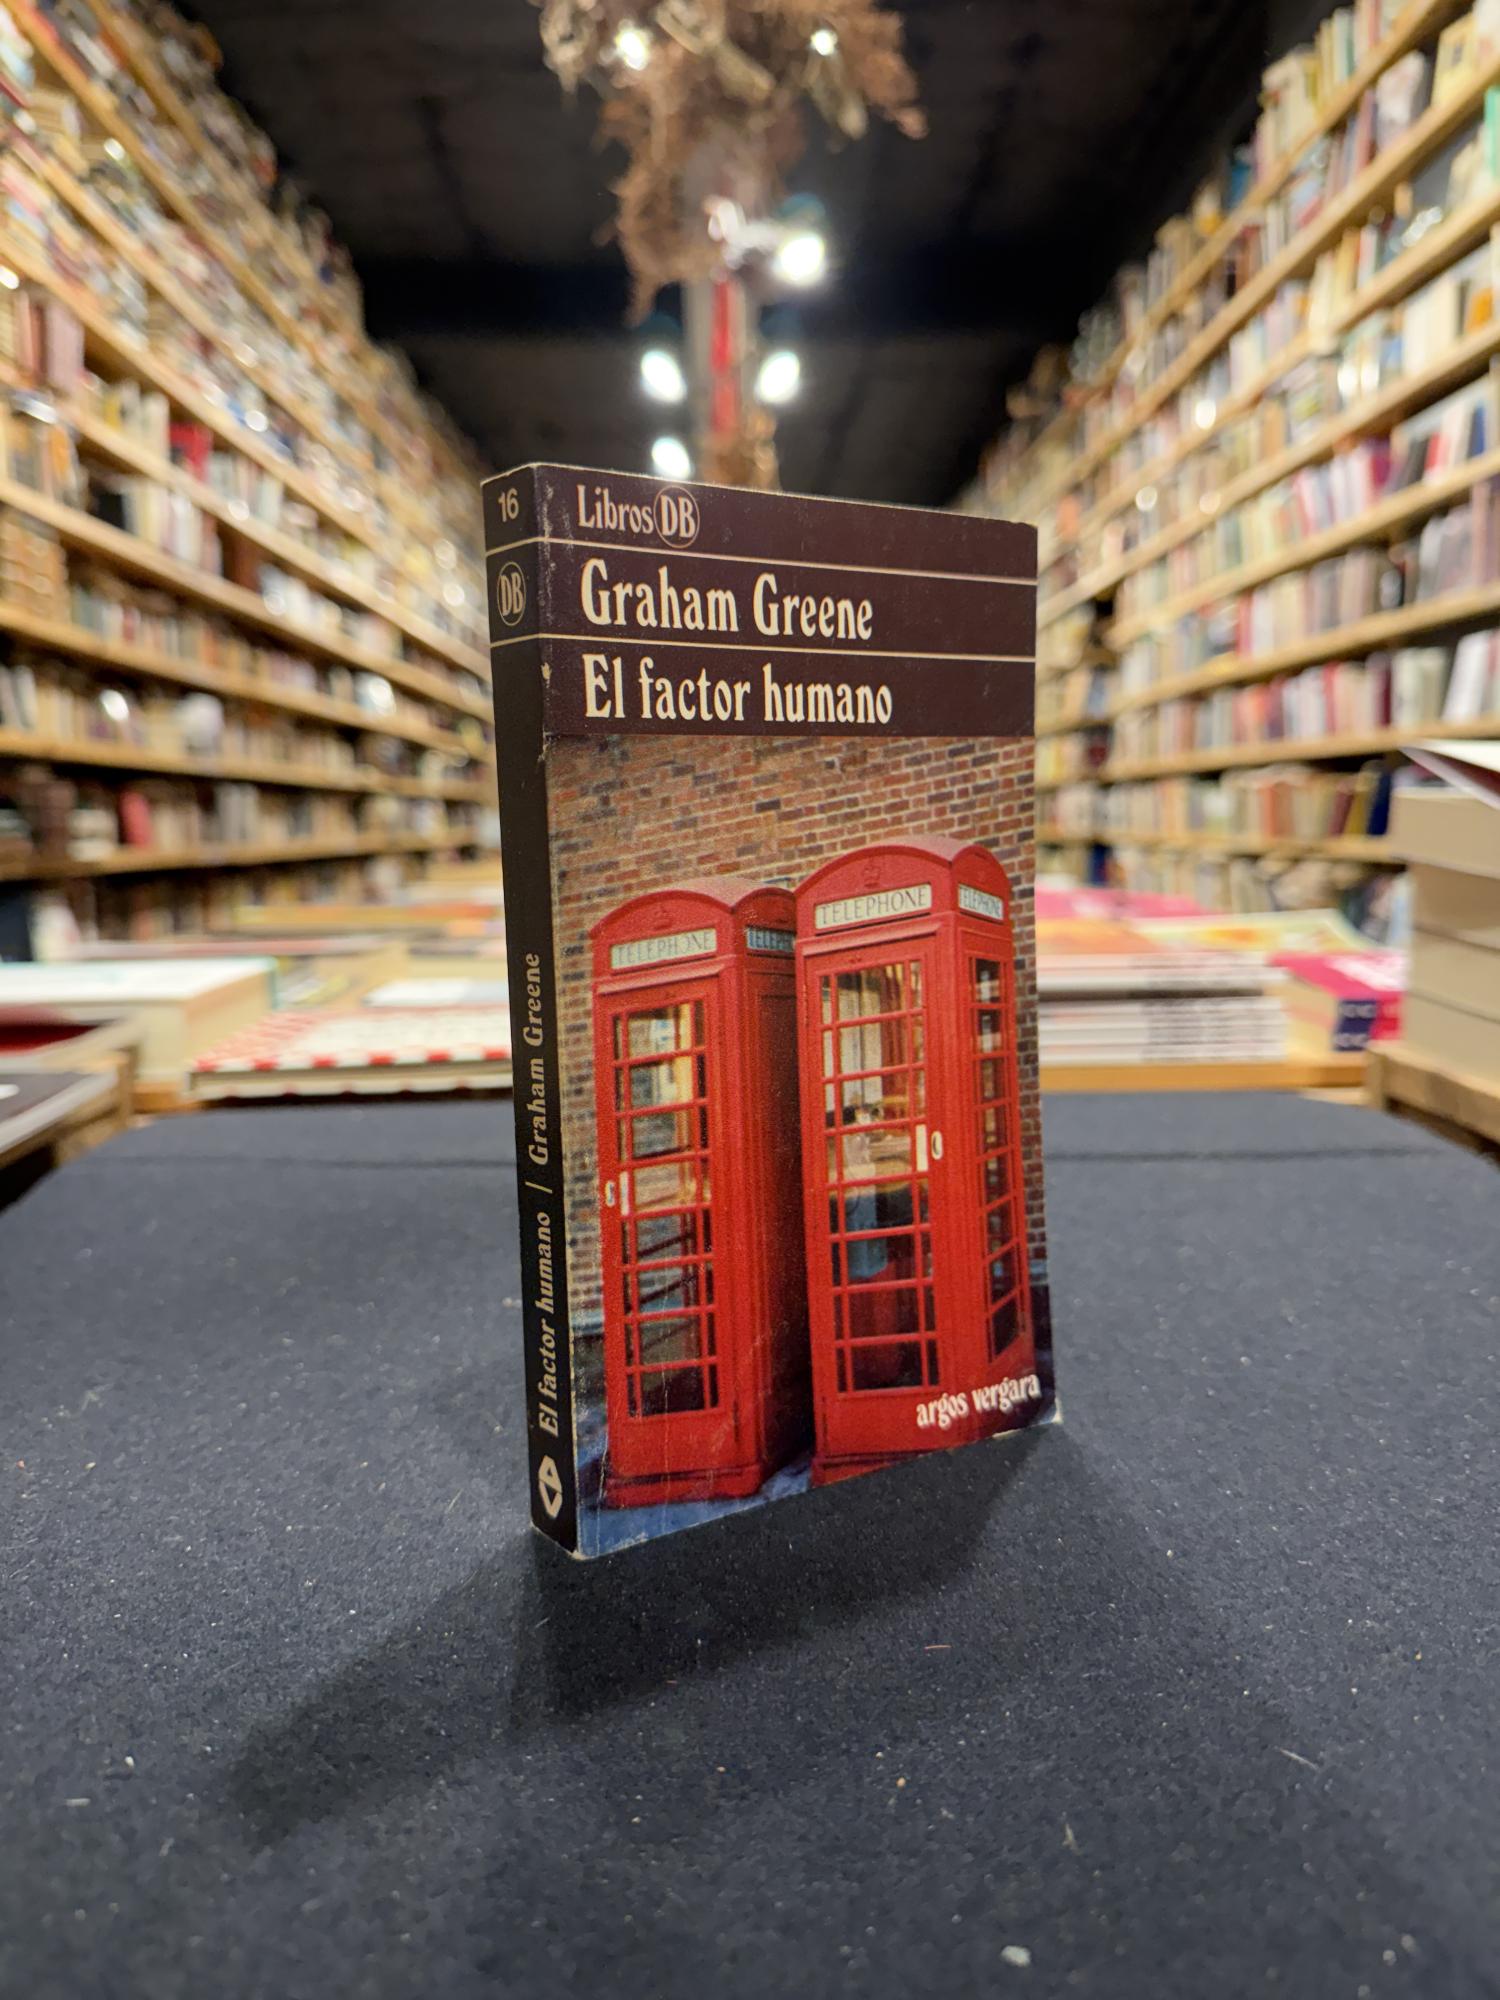 16
DB
El factor humano | Graham Greene
Libros DB
Graham Greene
El factor humano
TELEPHONE
TELEPHONE
TELEPHONE
TELEPHONE
argos vergara